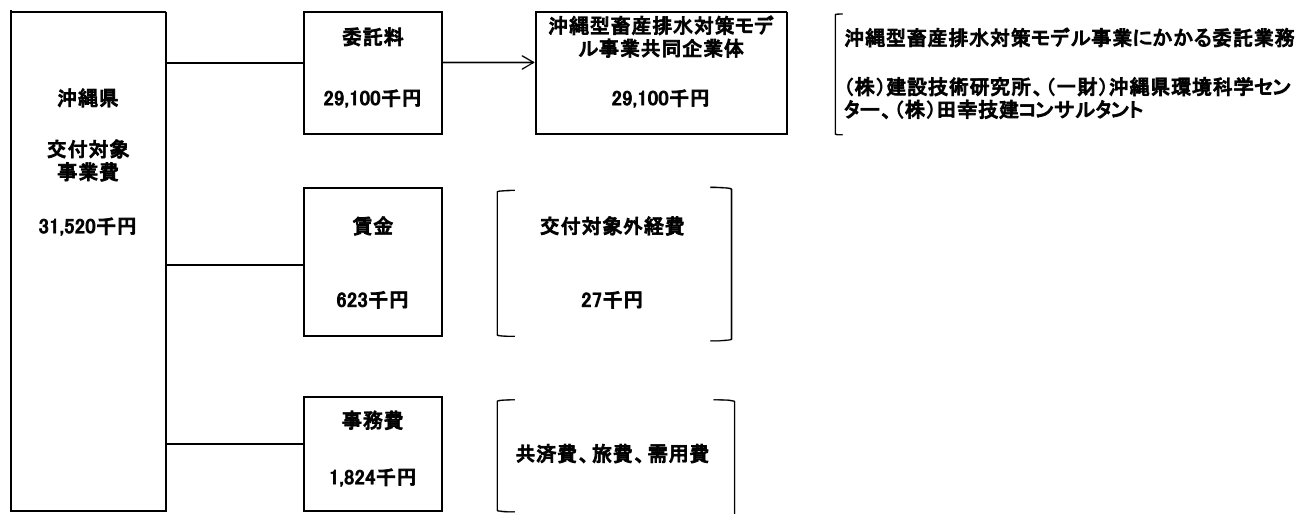 沖縄県
交付対象
事業費
31,520千円
委託料
29,100千円
沖縄型畜産排水対策モデ
ル事業共同企業体
29,100千円
沖縄型畜産排水対策モデル事業にかかる委託業務
(株)建設技術研究所、(一財)沖縄県環境科学セン
ター、(株)田幸技建コンサルタント
賃金
623千円
交付対象外経費
27千円
事務費
1,824千円
共済費、旅費、需用費